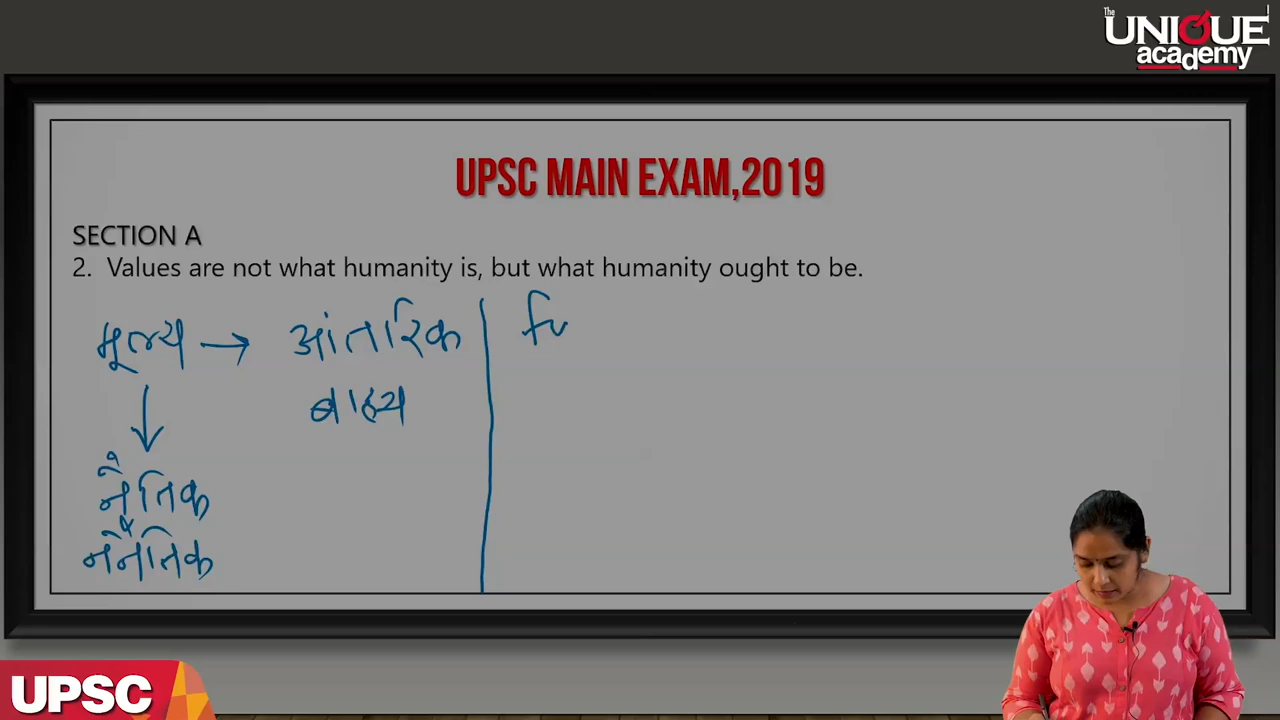 The
UNIQUE
academy
UPSC MAIN EXAM,2019
SECTION A
2. Values are not what humanity is, but what humanity ought to be.
मूल्य → आंतरिक
बाह्य
नैतिक
UPSC